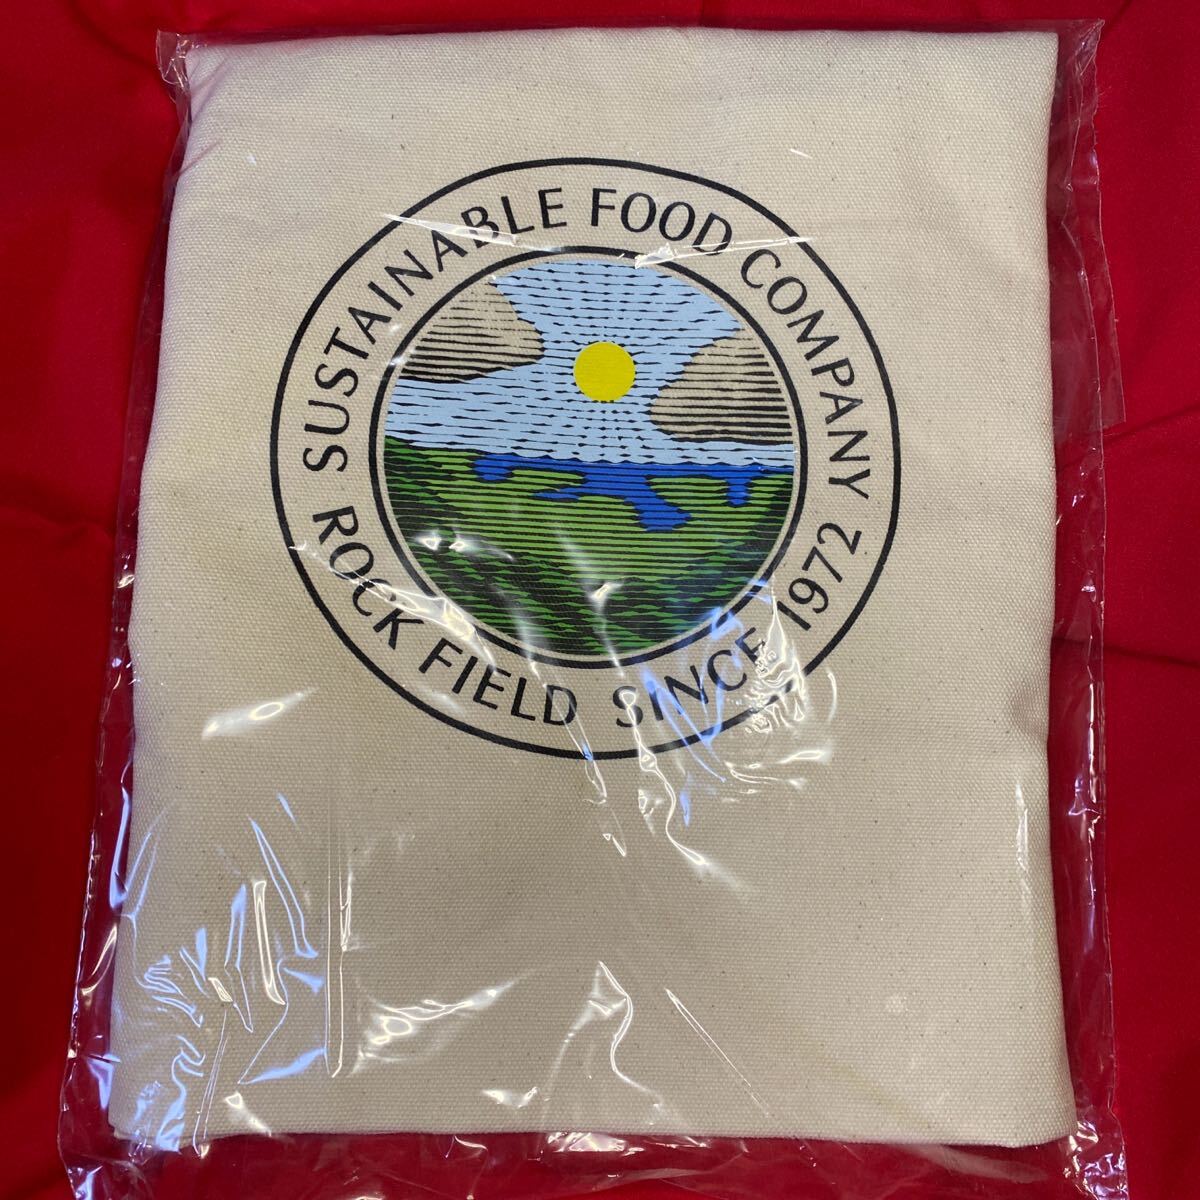 SUSTAINABLE FOOD COMPANY
ROCK FIELD SINCE 1972